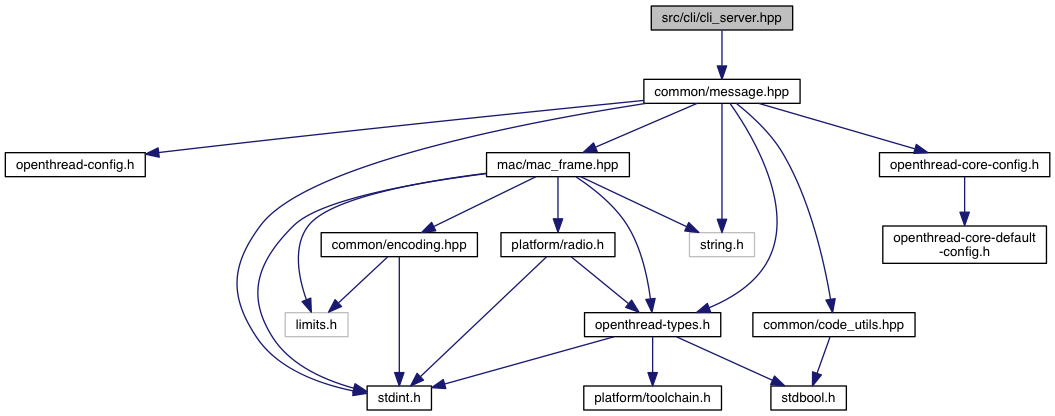 src/cli/cli_server.hpp
common/message.hpp
openthread-config.h
mac/mac_frame.hpp
openthread-core-config.h
common/encoding.hpp
platform/radio.h
string.h
openthread-core-default
-config.h
limits.h
openthread-types.h
common/code_utils.hpp
stdint.h
platform/toolchain.h
stdbool.h